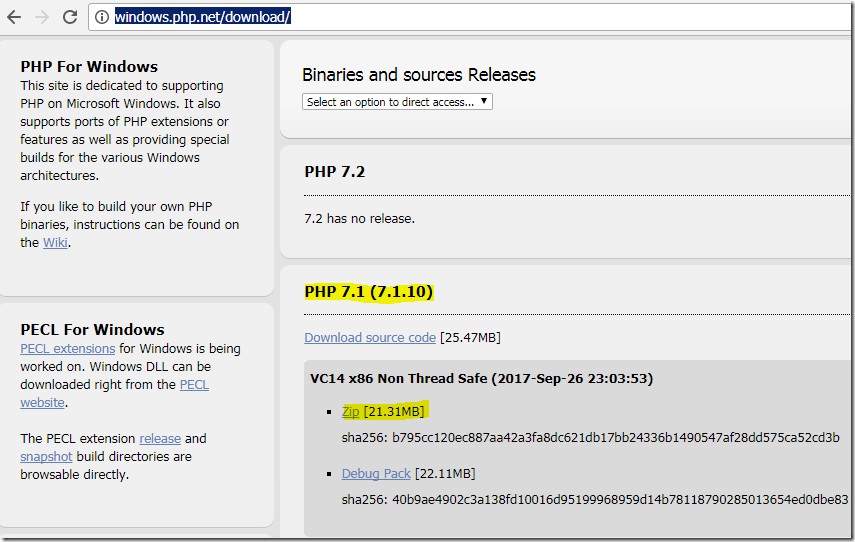 windows.php.net/download/
PHP For Windows
This site is dedicated to supporting
PHP on Microsoft Windows. It also
supports ports of PHP extensions or
features as well as providing special
builds for the various Windows
architectures.
If you like to build your own PHP
binaries, instructions can be found on
the Wiki.
PECL For Windows
PECL extensions for Windows is being
worked on. Windows DLL can be
downloaded right from the PECL
website.
The PECL extension release and
snapshot build directories are
browsable directly.
Binaries and sources Releases
Select an option to direct access...
PHP 7.2
7.2 has no release.
PHP 7.1 (7.1.10)
Download source code [25.47MB]
VC14 x86 Non Thread Safe (2017-Sep-26 23:03:53)
Zip [21.31MB]
sha256: b795cc120ec887aa42a3fa8dc621db17bb24336b1490547af28dd575ca52cd3b
Debug Pack [22.11MB]
sha256: 40b9ae4902c3a138fd10016d95199968959d14b78118790285013654ed0dbe83